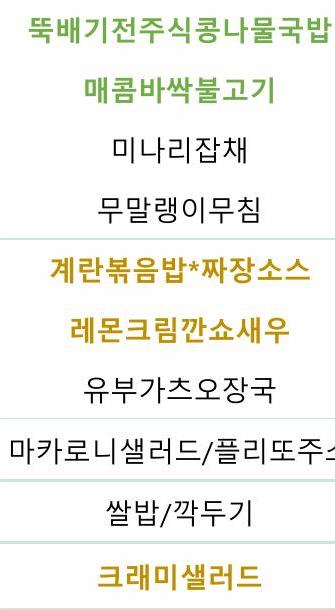 뚝배기전주식콩나물국밥
매콤바싹불고기
미나리잡채
무말랭이무침
계란볶음밥*짜장소스
레몬크림깐쇼새우
유부가츠오장국
마카로니샐러드/플리또주스
쌀밥/깍두기
크래미샐러드